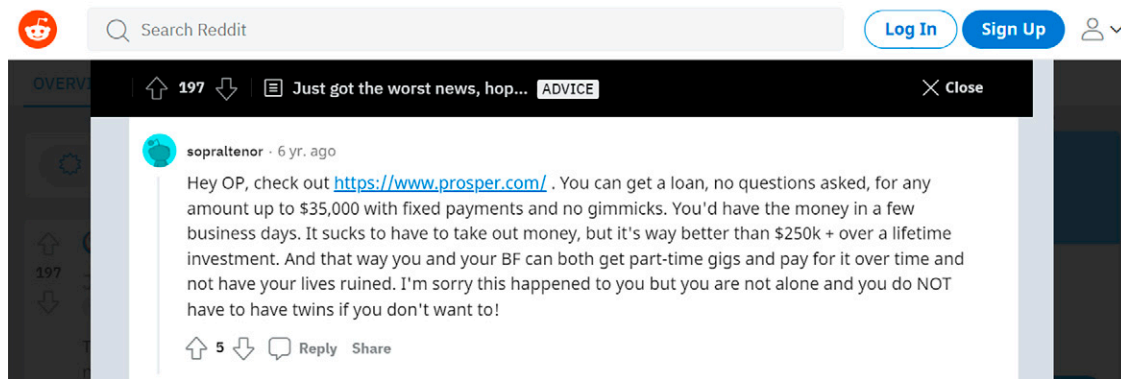 Search Reddit
Log In
Sign Up
OVERVI
197
Just got the worst news, hop...
ADVICE
Close
sopraltenor · 6 yr. ago
Hey OP, check out https://www.prosper.com/ . You can get a loan, no questions asked, for any
amount up to $35,000 with fixed payments and no gimmicks. You'd have the money in a few
business days. It sucks to have to take out money, but it's way better than $250k + over a lifetime
investment. And that way you and your BF can both get part-time gigs and pay for it over time and
not have your lives ruined. I'm sorry this happened to you but you are not alone and you do NOT
have to have twins if you don't want to!
197
5
Reply
Share